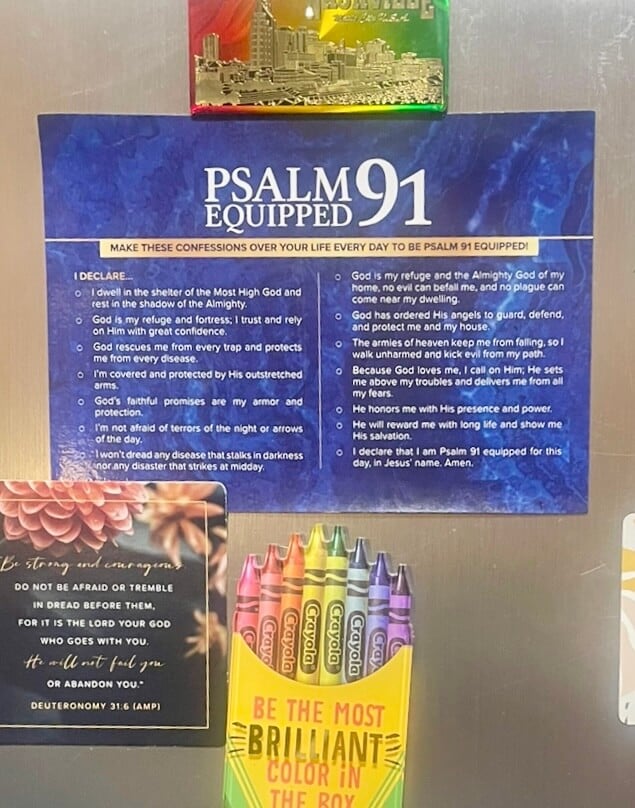 NASHVILLE
Music City U.S.A.
PSALM 91
EQUIPPED
MAKE THESE CONFESSIONS OVER YOUR LIFE EVERY DAY TO BE PSALM 91 EQUIPPED!
I DECLARE...
I dwell in the shelter of the Most High God and
rest in the shadow of the Almighty.
God is my refuge and fortress; I trust and rely
on Him with great confidence.
God rescues me from every trap and protects
me from every disease.
I'm covered and protected by His outstretched
arms.
God's faithful promises are my armor and
protection.
I'm not afraid of terrors of the night or arrows
of the day.
I won't dread any disease that stalks in darkness
nor any disaster that strikes at midday.
God is my refuge and the Almighty God of my
home, no evil can befall me, and no plague can
come near my dwelling.
God has ordered His angels to guard, defend,
and protect me and my house.
The armies of heaven keep me from falling, so I
walk unharmed and kick evil from my path.
Because God loves me, I call on Him; He sets
me above my troubles and delivers me from all
my fears.
He honors me with His presence and power.
He will reward me with long life and show me
His salvation.
I declare that I am Psalm 91 equipped for this
day, in Jesus' name. Amen.
"Be strong and courageous
DO NOT BE AFRAID OR TREMBLE
IN DREAD BEFORE THEM,
FOR IT IS THE LORD YOUR GOD
WHO GOES WITH YOU.
He will not fail you
OR ABANDON YOU."
DEUTERONOMY 31:6 (AMP)
Crayola
Crayola
Crayola
Crayola
Crayola
BE THE MOST
BRILLIANT
COLOR IN
THE BOX